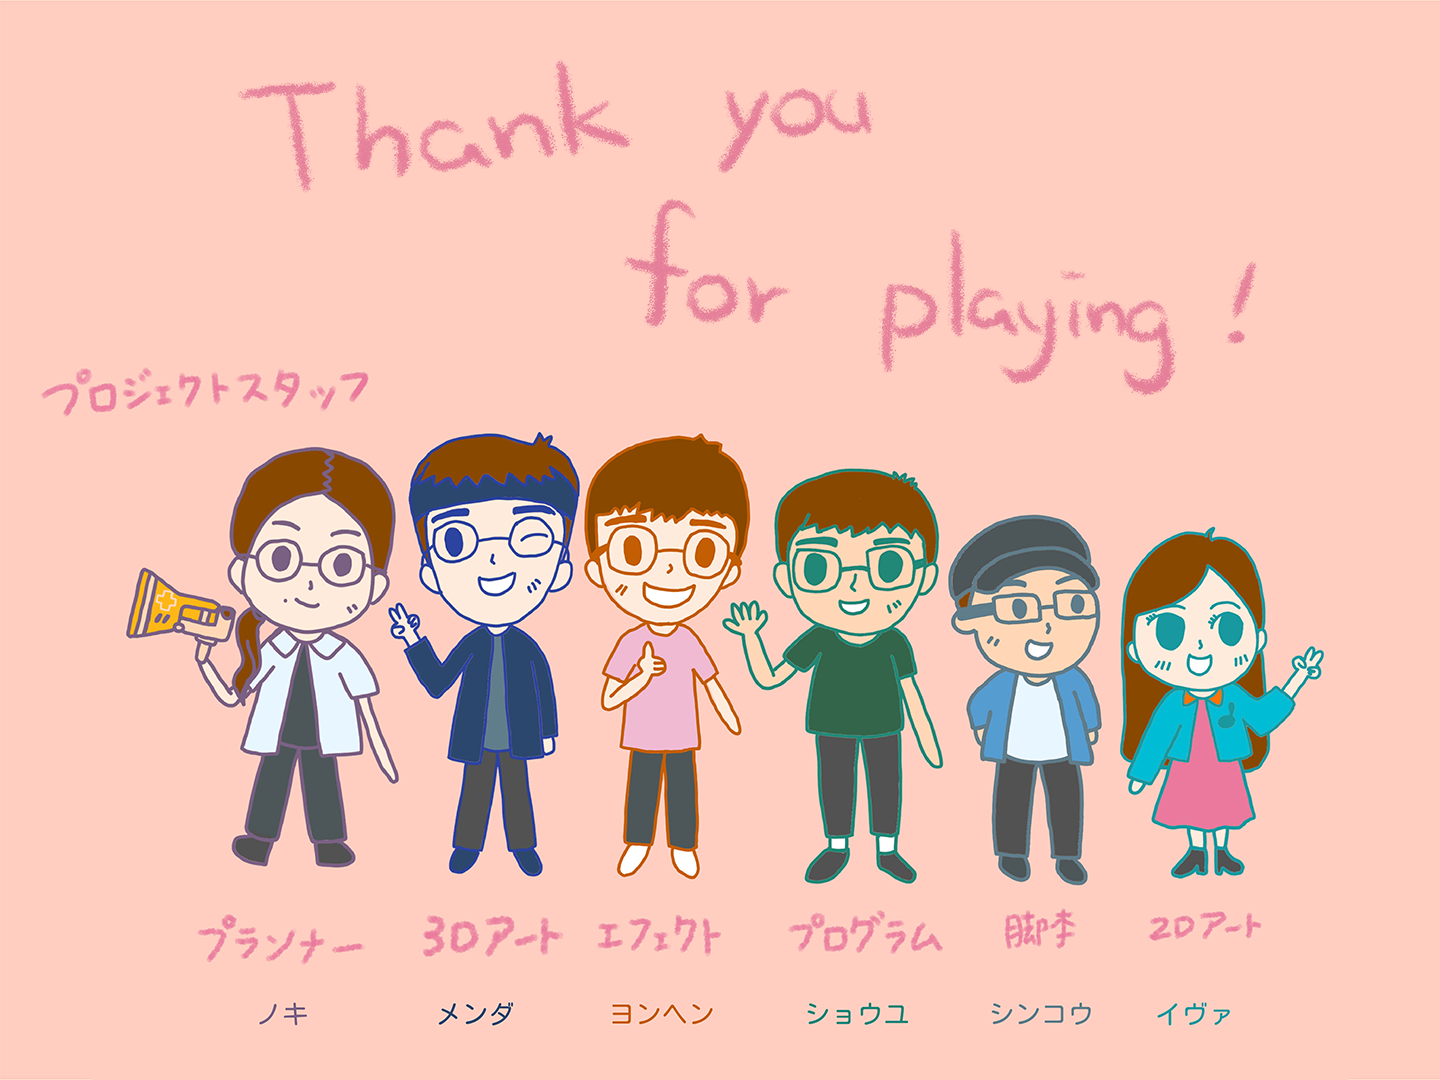 Thank you
for playing!
プロジェクトスタッフ
プランナー 3Dアート エフェクト プログラム 脚本 2Dアート
ノキ メンダ ヨンヘン ショウユ シンコウ イヴァ